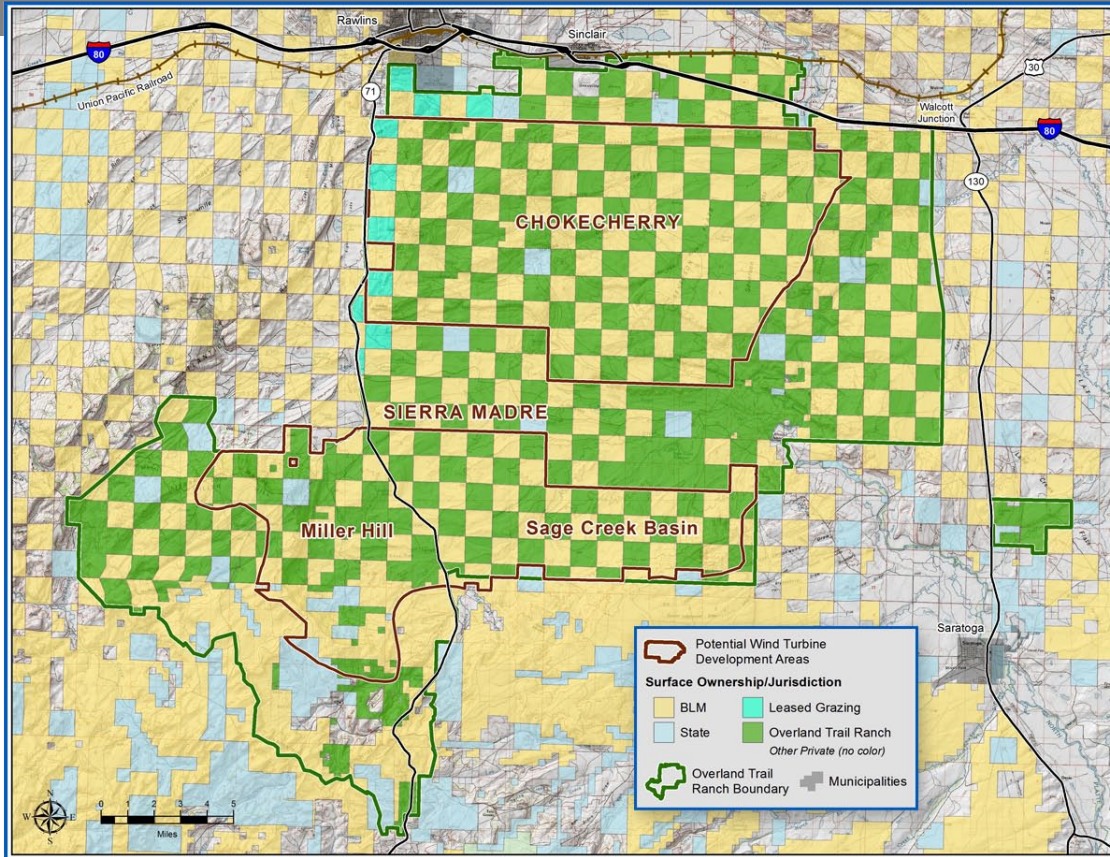 Rawlins
Sinclair
80
Union Pacific Railroad
71
30
Walcott
Junction
80
130
CHOKECHERRY
SIERRA MADRE
Miller Hill
Sage Creek Basin
Saratoga
Potential Wind Turbine
Development Areas
Surface Ownership/Jurisdiction
BLM
Leased Grazing
State
Overland Trail Ranch
Other Private (no color)
Overland Trail
Ranch Boundary
Municipalities
N
W
E
S
0 1 2 3 4 5
Miles